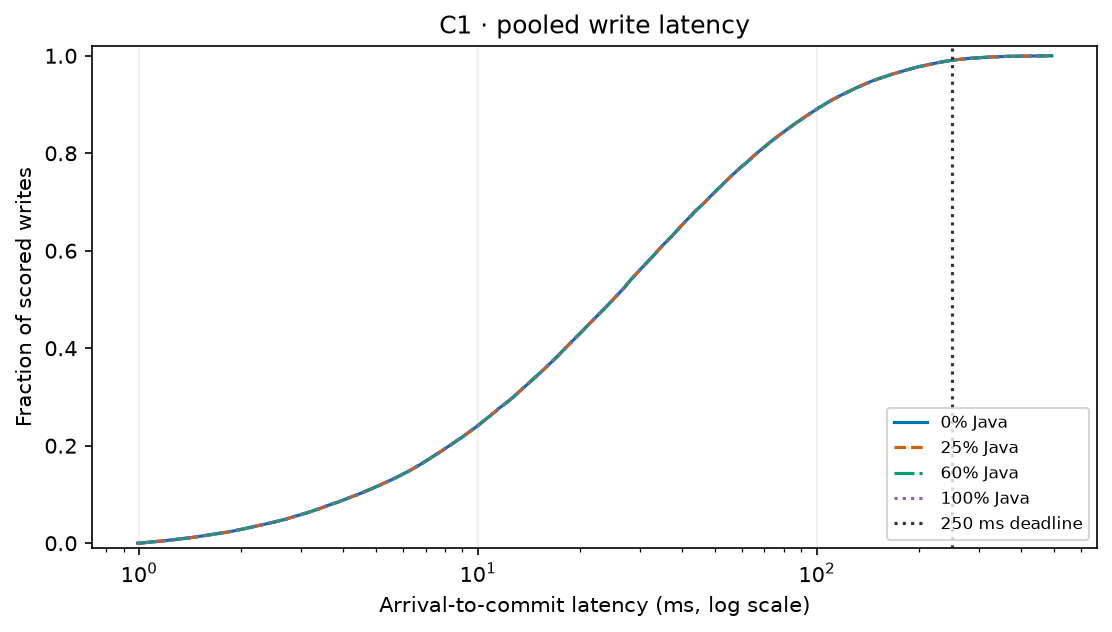 C1 · pooled write latency
Fraction of scored writes
1.0
0.8
0.6
0.4
0.2
0.0
10⁰
10¹
10²
Arrival-to-commit latency (ms, log scale)
0% Java
25% Java
60% Java
100% Java
250 ms deadline